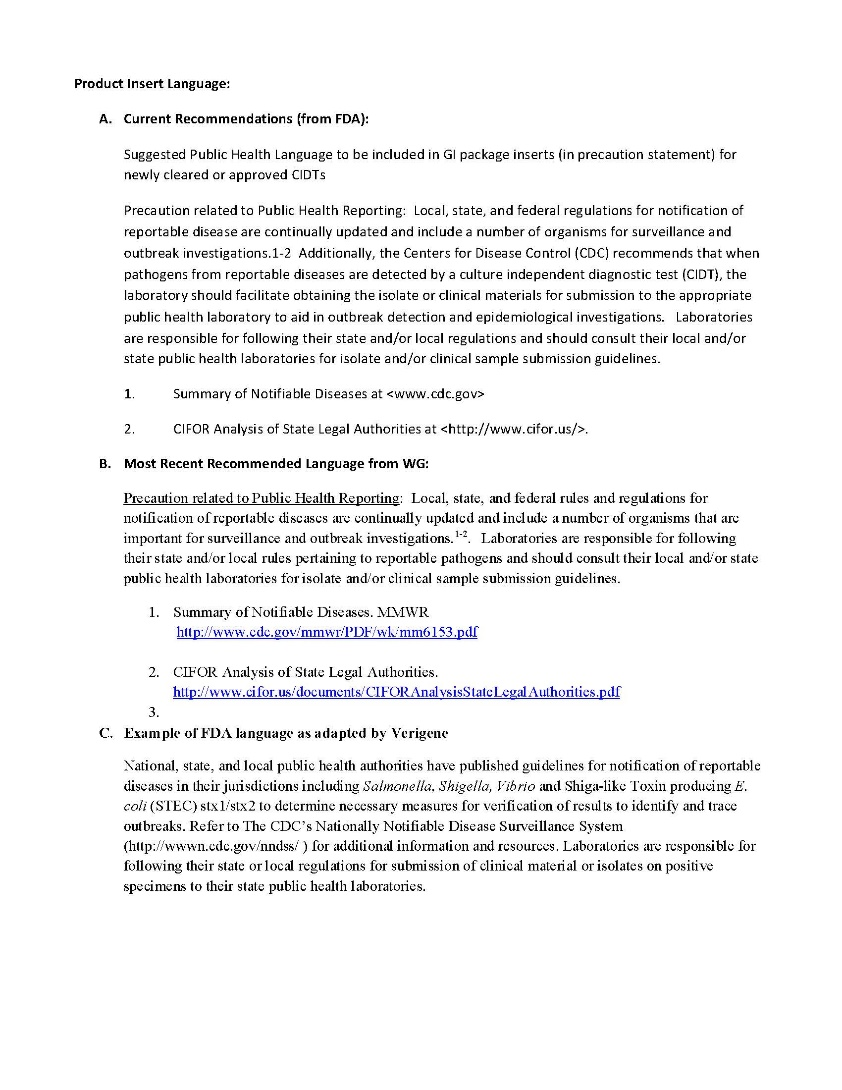 Product Insert Language:
A. Current Recommendations (from FDA):
Suggested Public Health Language to be included in GI package inserts (in precaution statement) for
newly cleared or approved CIDTs
Precaution related to Public Health Reporting: Local, state, and federal regulations for notification of
reportable disease are continually updated and include a number of organisms for surveillance and
outbreak investigations.1-2 Additionally, the Centers for Disease Control (CDC) recommends that when
pathogens from reportable diseases are detected by a culture independent diagnostic test (CIDT), the
laboratory should facilitate obtaining the isolate or clinical materials for submission to the appropriate
public health laboratory to aid in outbreak detection and epidemiological investigations. Laboratories
are responsible for following their state and/or local regulations and should consult their local and/or
state public health laboratories for isolate and/or clinical sample submission guidelines.
1. Summary of Notifiable Diseases at <www.cdc.gov>
2. CIFOR Analysis of State Legal Authorities at <http://www.cifor.us/>.
B. Most Recent Recommended Language from WG:
Precaution related to Public Health Reporting: Local, state, and federal rules and regulations for
notification of reportable diseases are continually updated and include a number of organisms that are
important for surveillance and outbreak investigations.1-2. Laboratories are responsible for following
their state and/or local rules pertaining to reportable pathogens and should consult their local and/or state
public health laboratories for isolate and/or clinical sample submission guidelines.
1. Summary of Notifiable Diseases. MMWR
http://www.cdc.gov/mmwr/PDF/wk/mm6153.pdf
2. CIFOR Analysis of State Legal Authorities.
http://www.cifor.us/documents/CIFORAnalysisStateLegalAuthorities.pdf
3.
C. Example of FDA language as adapted by Verigene
National, state, and local public health authorities have published guidelines for notification of reportable
diseases in their jurisdictions including Salmonella, Shigella, Vibrio and Shiga-like Toxin producing E.
coli (STEC) stx1/stx2 to determine necessary measures for verification of results to identify and trace
outbreaks. Refer to The CDC's Nationally Notifiable Disease Surveillance System
(http://wwwn.cdc.gov/nndss/ ) for additional information and resources. Laboratories are responsible for
following their state or local regulations for submission of clinical material or isolates on positive
specimens to their state public health laboratories.